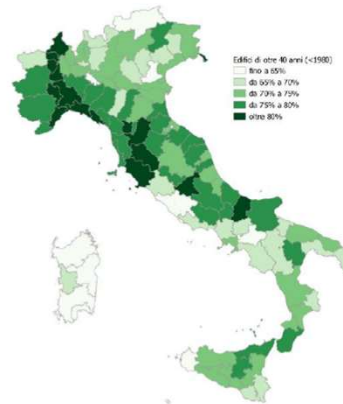 Edifici di oltre 40 anni (<1980)
fino a 65%
da 65% a 70%
da 70% a 75%
da 75% a 80%
oltre 80%